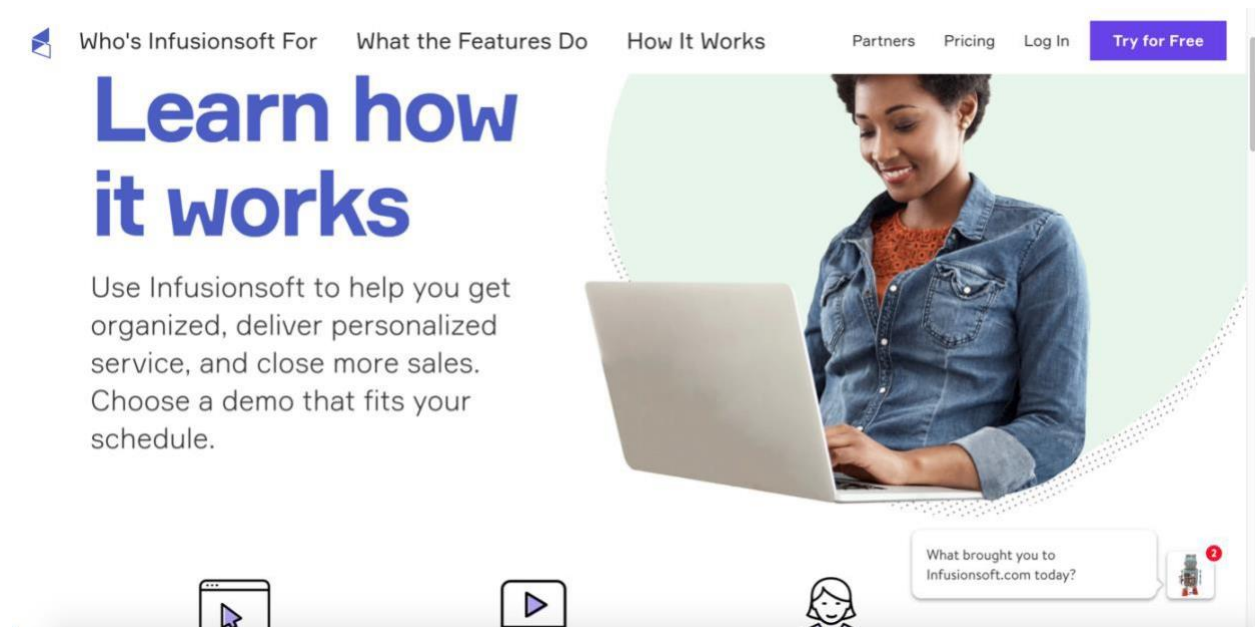 Who's Infusionsoft For
What the Features Do
How It Works
Partners
Pricing
Log In
Try for Free
Learn how
it works
Use Infusionsoft to help you get
organized, deliver personalized
service, and close more sales.
Choose a demo that fits your
schedule.
What brought you to
Infusionsoft.com today?
2